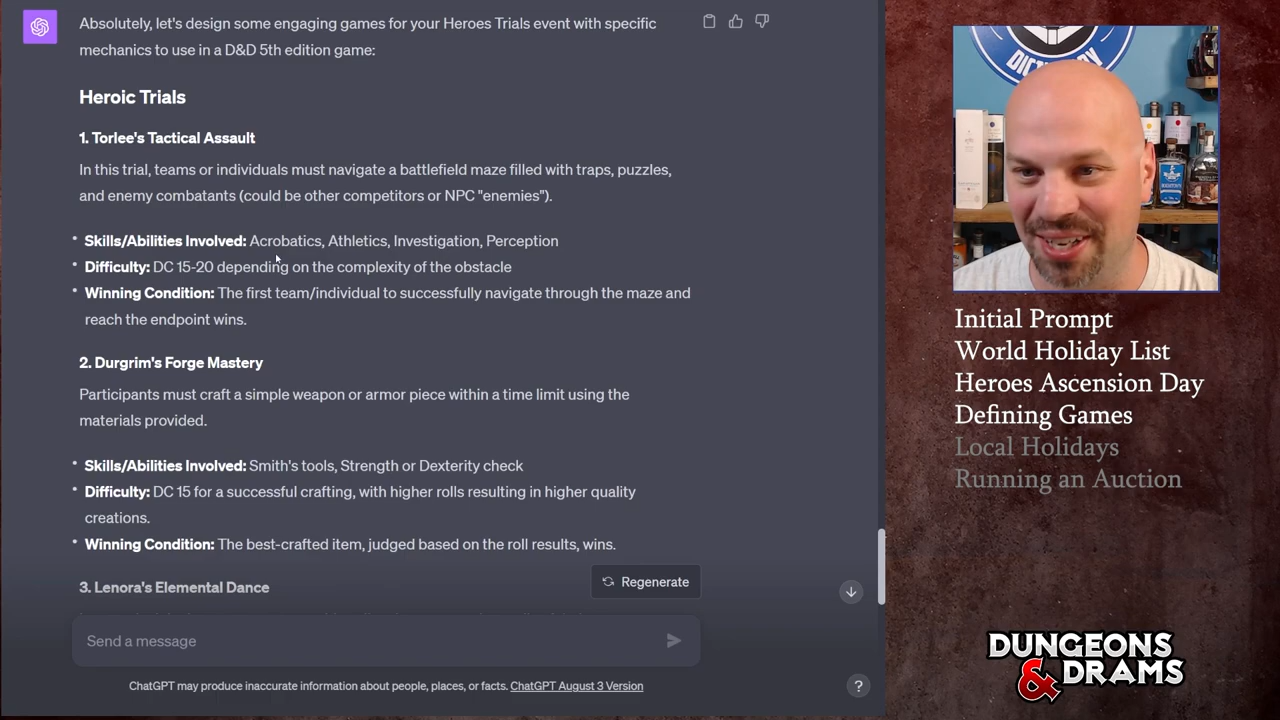 Absolutely, let's design some engaging games for your Heroes Trials event with specific
mechanics to use in a D&D 5th edition game:
Heroic Trials
1. Torlee's Tactical Assault
In this trial, teams or individuals must navigate a battlefield maze filled with traps, puzzles,
and enemy combatants (could be other competitors or NPC "enemies").
Skills/Abilities Involved: Acrobatics, Athletics, Investigation, Perception
Difficulty: DC 15-20 depending on the complexity of the obstacle
Winning Condition: The first team/individual to successfully navigate through the maze and
reach the endpoint wins.
2. Durgrim's Forge Mastery
Participants must craft a simple weapon or armor piece within a time limit using the
materials provided.
Skills/Abilities Involved: Smith's tools, Strength or Dexterity check
Difficulty: DC 15 for a successful crafting, with higher rolls resulting in higher quality
creations.
Winning Condition: The best-crafted item, judged based on the roll results, wins.
3. Lenora's Elemental Dance
Regenerate
Send a message
ChatGPT may produce inaccurate information about people, places, or facts. ChatGPT August 3 Version
?
Initial Prompt
World Holiday List
Heroes Ascension Day
Defining Games
Local Holidays
Running an Auction
DUNGEONS
& DRAMS